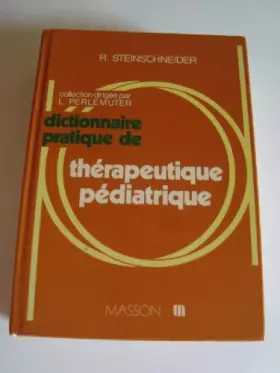 R. STEINSCHNEIDER
collection dirigée par
L. PERLEMUTER
dictionnaire
pratique de
thérapeutique
pédiatrique
MASSON m